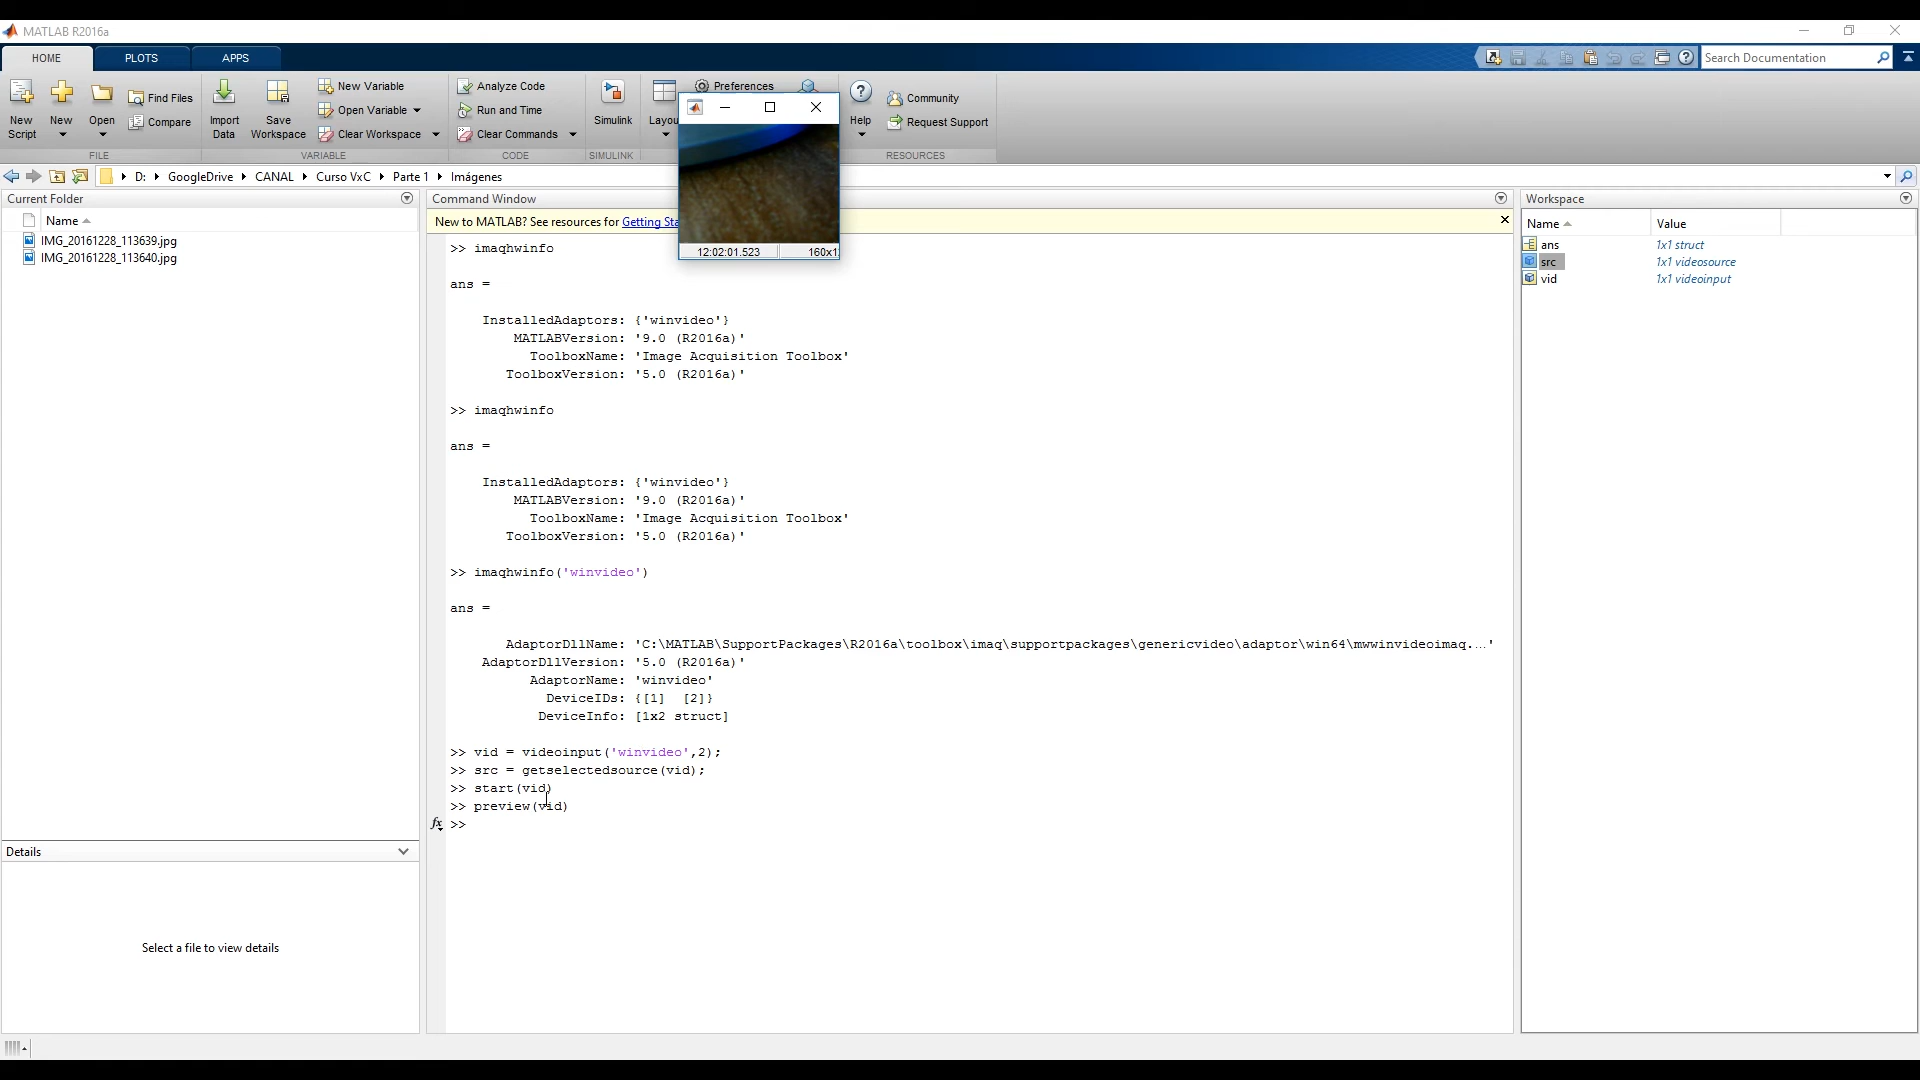 MATLAB R2016a
HOME
PLOTS
APPS
Search Documentation
New Script
New
Open
Find Files
Compare
Import Data
Save Workspace
New Variable
Open Variable
Clear Workspace
Analyze Code
Run and Time
Clear Commands
Simulink
Layou
Preferences
Help
Community
Request Support
FILE
VARIABLE
CODE
SIMULINK
RESOURCES
D: GoogleDrive CANAL Curso VxC Parte 1 Imágenes
Current Folder
Name
IMG_20161228_113639.jpg
IMG_20161228_113640.jpg
Details
Select a file to view details
Command Window
New to MATLAB? See resources for Getting Sta
12:02:01.523 160x1
>> imaqhwinfo
ans =
InstalledAdaptors: {'winvideo'}
MATLABVersion: '9.0 (R2016a)'
ToolboxName: 'Image Acquisition Toolbox'
ToolboxVersion: '5.0 (R2016a)'
>> imaqhwinfo
ans =
InstalledAdaptors: {'winvideo'}
MATLABVersion: '9.0 (R2016a)'
ToolboxName: 'Image Acquisition Toolbox'
ToolboxVersion: '5.0 (R2016a)'
>> imaqhwinfo('winvideo')
ans =
AdaptorDllName: 'C:\MATLAB\SupportPackages\R2016a\toolbox\imaq\supportpackages\genericvideo\adaptor\win64\mwwinvideoimaq....'
AdaptorDllVersion: '5.0 (R2016a)'
AdaptorName: 'winvideo'
DeviceIDs: {[1] [2]}
DeviceInfo: [1x2 struct]
>> vid = videoinput('winvideo',2);
>> src = getselectedsource(vid);
>> start(vid)
>> preview(vid)
fx >>
Workspace
Name Value
ans 1x1 struct
src 1x1 videosource
vid 1x1 videoinput